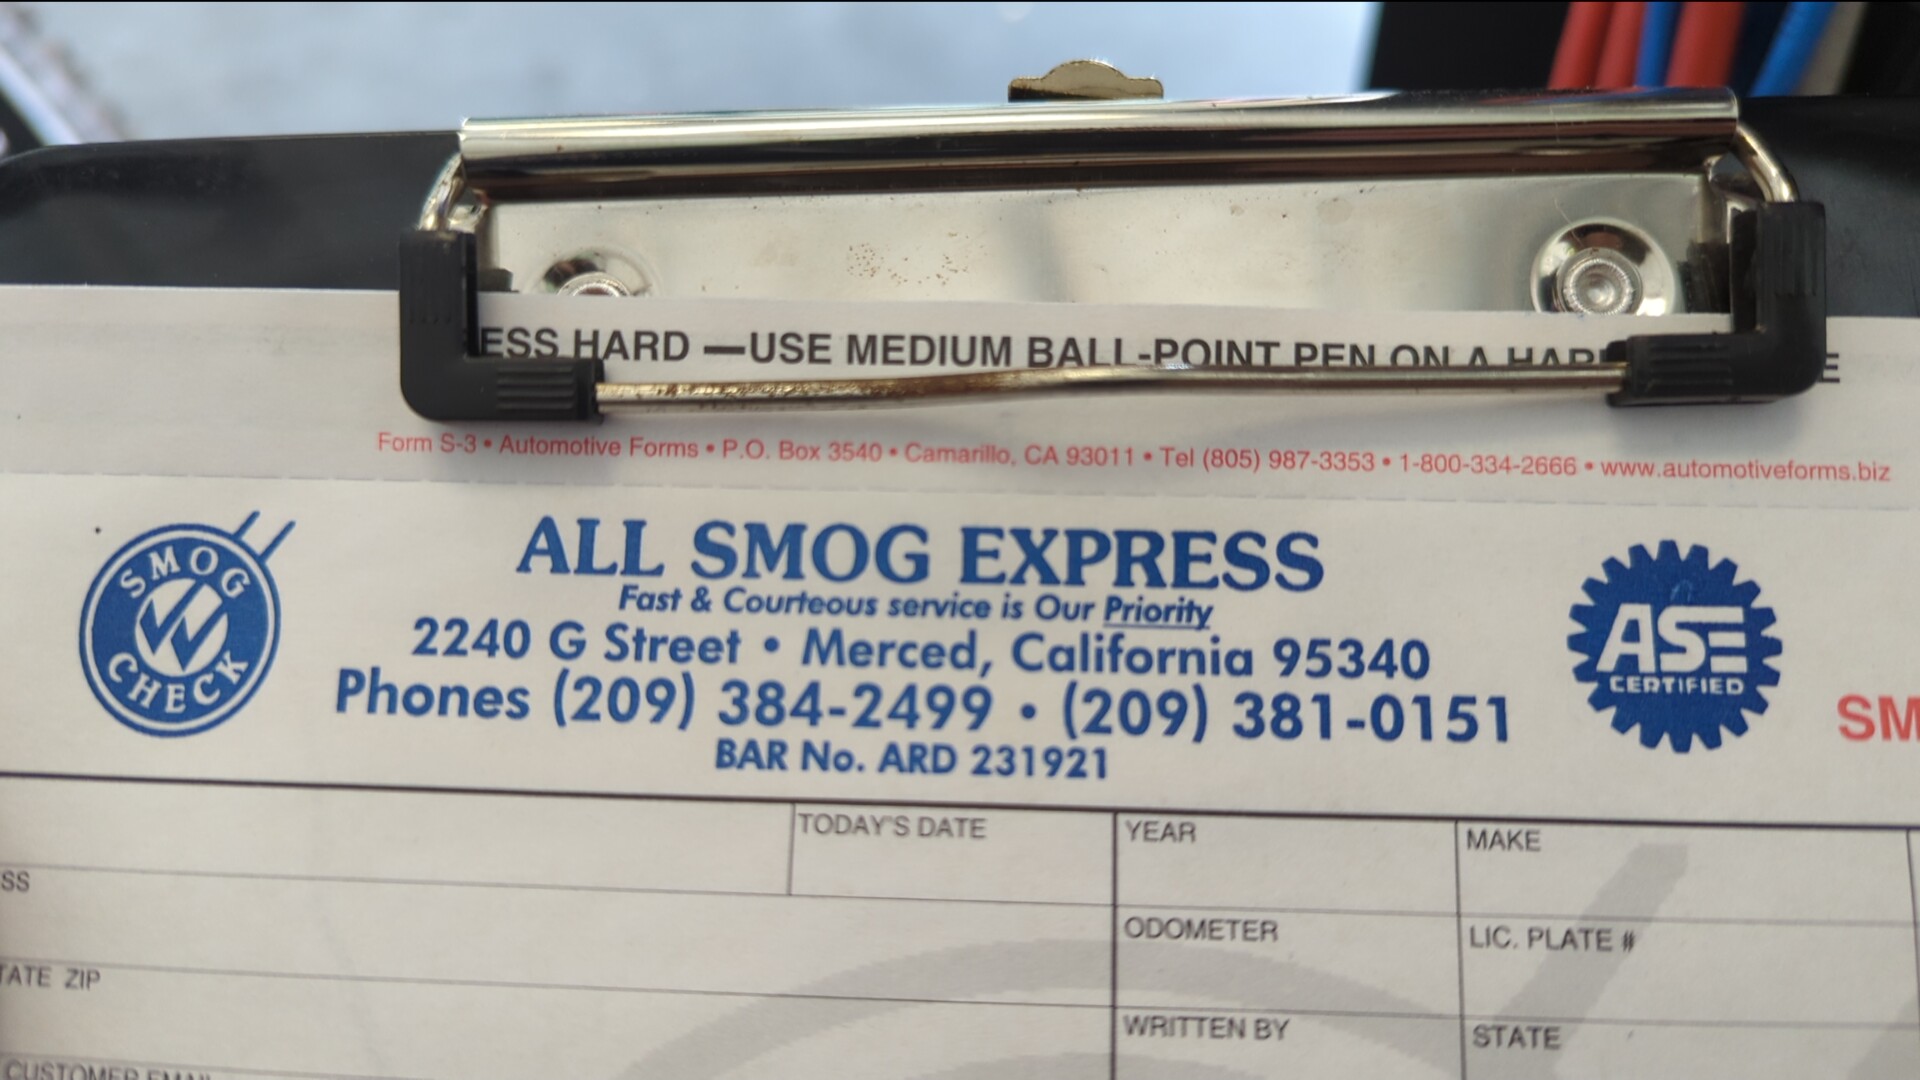 ESS HARD —USE MEDIUM BALL-POINT PEN ON A
Form S-3 • Automotive Forms • P.O. Box 3540 • Camarillo, CA 93011 • Tel (805) 987-3353 • 1-800-334-2666 • www.automotiveforms.biz
SMOG CHECK
ALL SMOG EXPRESS
Fast & Courteous service is Our Priority
2240 G Street • Merced, California 95340
Phones (209) 384-2499 • (209) 381-0151
BAR No. ARD 231921
ASE
CERTIFIED
SM
TODAY'S DATE
YEAR
MAKE
SS
ODOMETER
LIC. PLATE #
TATE ZIP
WRITTEN BY
STATE
CUSTOMER EMAIL